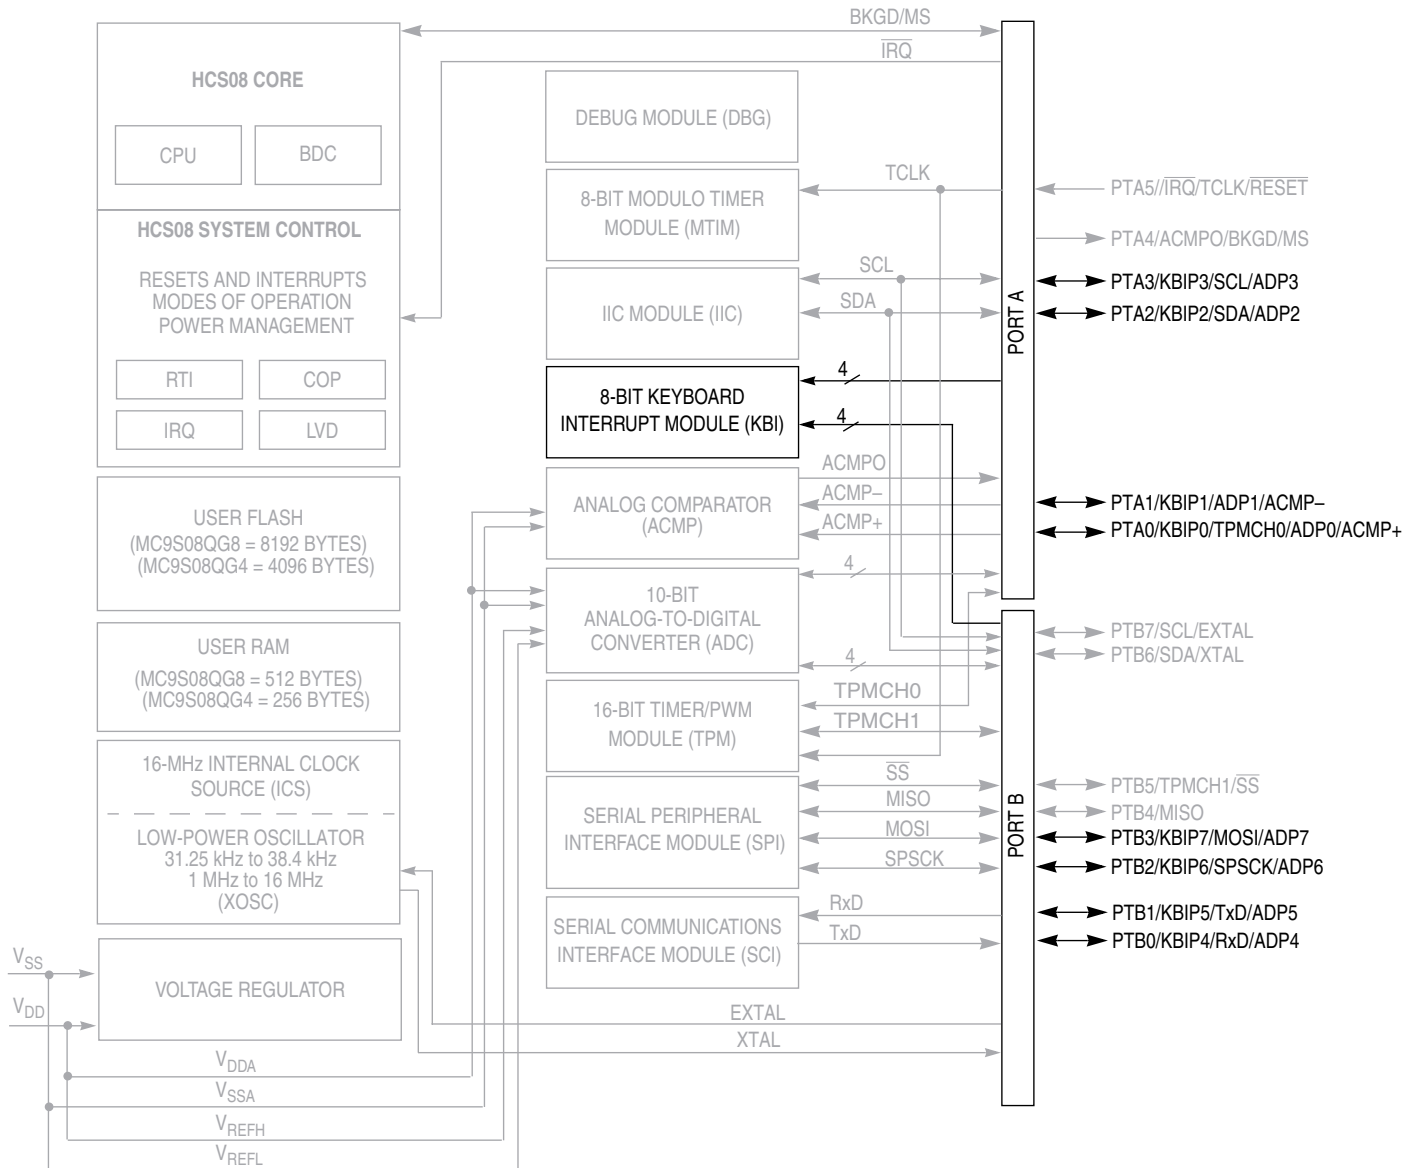 BKGD/MS
IRQ
HCS08 CORE
CPU
BDC
HCS08 SYSTEM CONTROL
RESETS AND INTERRUPTS
MODES OF OPERATION
POWER MANAGEMENT
RTI
COP
IRQ
LVD
USER FLASH
(MC9S08QG8 = 8192 BYTES)
(MC9S08QG4 = 4096 BYTES)
USER RAM
(MC9S08QG8 = 512 BYTES)
(MC9S08QG4 = 256 BYTES)
16-MHz INTERNAL CLOCK
SOURCE (ICS)
LOW-POWER OSCILLATOR
31.25 kHz to 38.4 kHz
1 MHz to 16 MHz
(XOSC)
VOLTAGE REGULATOR
VSS
VDD
VDDA
VSSA
VREFH
VREFL
DEBUG MODULE (DBG)
8-BIT MODULO TIMER
MODULE (MTIM)
IIC MODULE (IIC)
8-BIT KEYBOARD
INTERRUPT MODULE (KBI)
ANALOG COMPARATOR
(ACMP)
10-BIT
ANALOG-TO-DIGITAL
CONVERTER (ADC)
16-BIT TIMER/PWM
MODULE (TPM)
SERIAL PERIPHERAL
INTERFACE MODULE (SPI)
SERIAL COMMUNICATIONS
INTERFACE MODULE (SCI)
TCLK
SCL
SDA
4
4
ACMPO
ACMP–
ACMP+
4
4
TPMCH0
TPMCH1
SS
MISO
MOSI
SPSCK
RxD
TxD
EXTAL
XTAL
PORT A
PORT B
PTA5//IRQ/TCLK/RESET
PTA4/ACMPO/BKGD/MS
PTA3/KBIP3/SCL/ADP3
PTA2/KBIP2/SDA/ADP2
PTA1/KBIP1/ADP1/ACMP–
PTA0/KBIP0/TPMCH0/ADP0/ACMP+
PTB7/SCL/EXTAL
PTB6/SDA/XTAL
PTB5/TPMCH1/SS
PTB4/MISO
PTB3/KBIP7/MOSI/ADP7
PTB2/KBIP6/SPSCK/ADP6
PTB1/KBIP5/TxD/ADP5
PTB0/KBIP4/RxD/ADP4